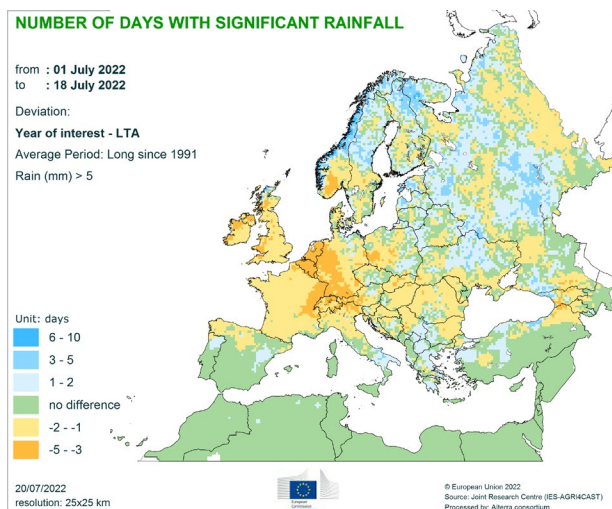 NUMBER OF DAYS WITH SIGNIFICANT RAINFALL
from : 01 July 2022
to : 18 July 2022
Deviation:
Year of interest - LTA
Average Period: Long since 1991
Rain (mm) > 5
Unit: days
6 - 10
3 - 5
1 - 2
no difference
-2 - -1
-5 - -3
20/07/2022
resolution: 25x25 km
European
Commission
© European Union 2022
Source: Joint Research Centre (IES-AGRI4CAST)
Processed by: Alterra consortium